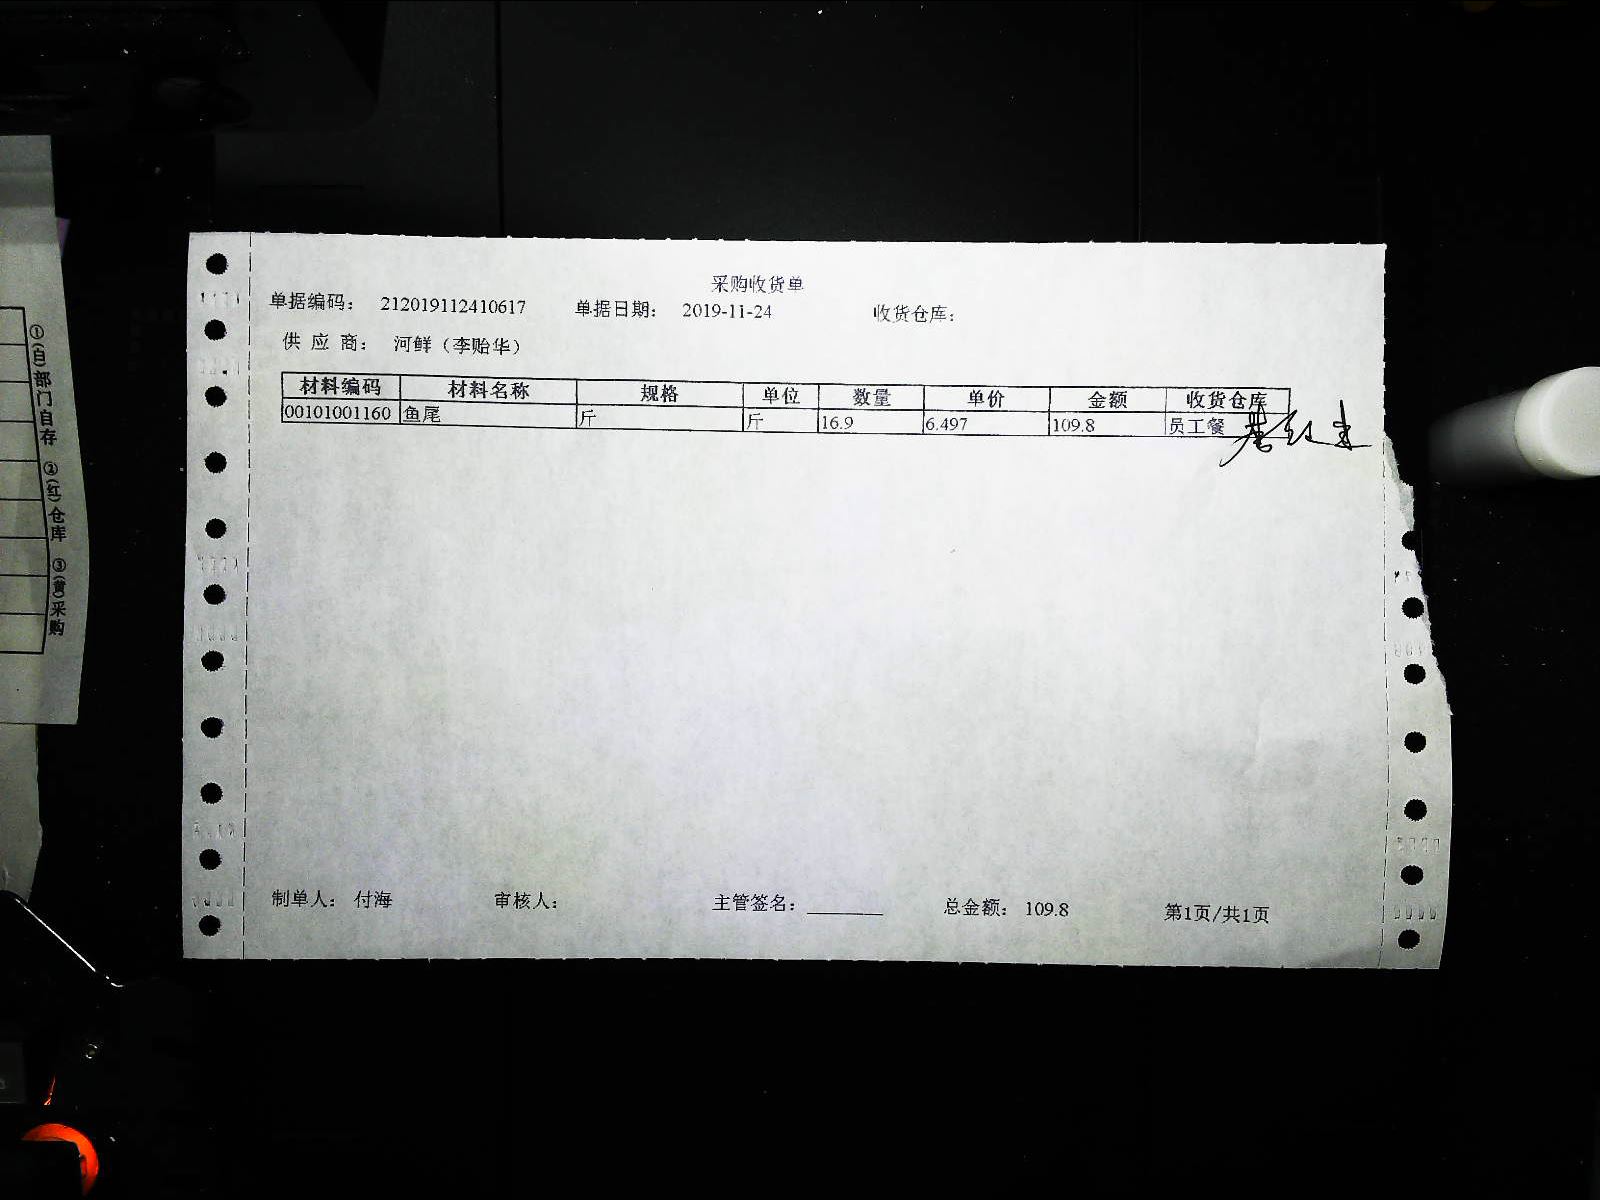 采购收货单
单据编码： 212019112410617 单据日期： 2019-11-24 收货仓库：
供 应 商： 河鲜（李贻华）
材料编码 材料名称 规格 单位 数量 单价 金额 收货仓库
00101001160 鱼尾 斤 斤 16.9 6.497 109.8 员工餐
制单人： 付海 审核人： 主管签名： 总金额： 109.8 第1页/共1页
①(白)部门自存 ②(红)仓库 ③(黄)采购